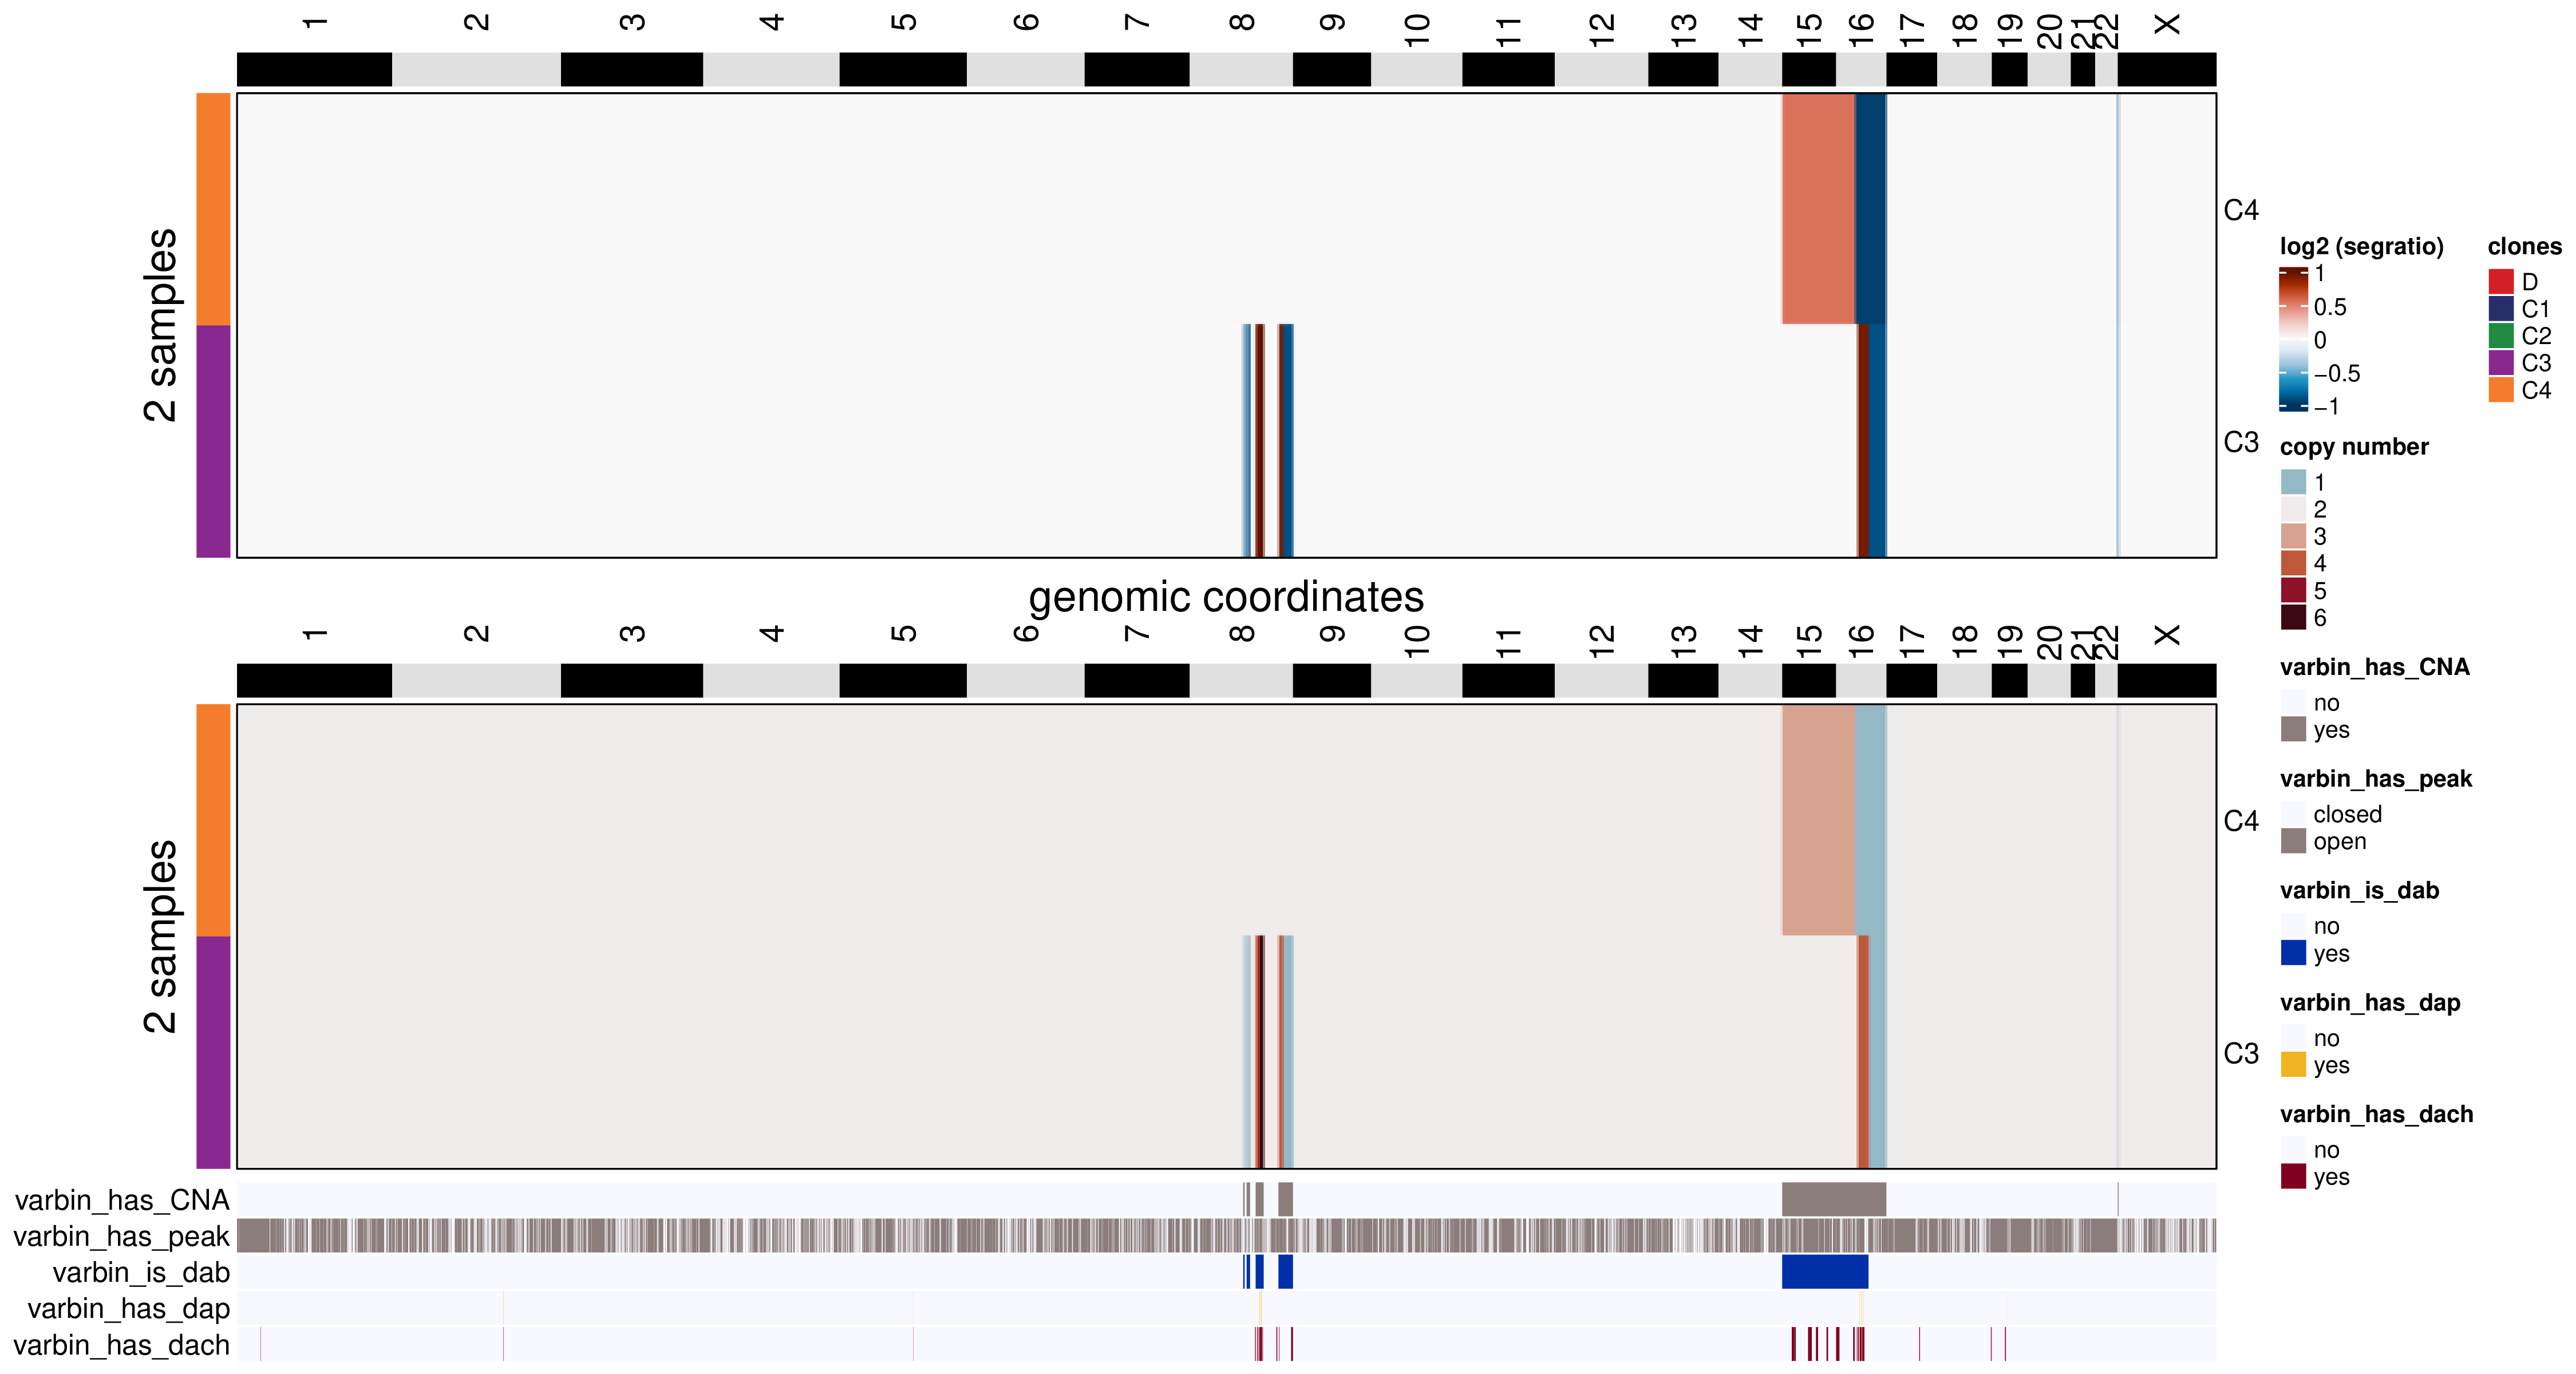 1 2 3 4 5 6 7 8 9 10 11 12 13 14 15 16 17 18 19 20 21 22 X
2 samples
C4
C3
genomic coordinates
1 2 3 4 5 6 7 8 9 10 11 12 13 14 15 16 17 18 19 20 21 22 X
2 samples
C4
C3
varbin_has_CNA
varbin_has_peak
varbin_is_dab
varbin_has_dap
varbin_has_dach
log2 (segratio)
1
0.5
0
−0.5
−1
copy number
1
2
3
4
5
6
varbin_has_CNA
no
yes
varbin_has_peak
closed
open
varbin_is_dab
no
yes
varbin_has_dap
no
yes
varbin_has_dach
no
yes
clones
D
C1
C2
C3
C4